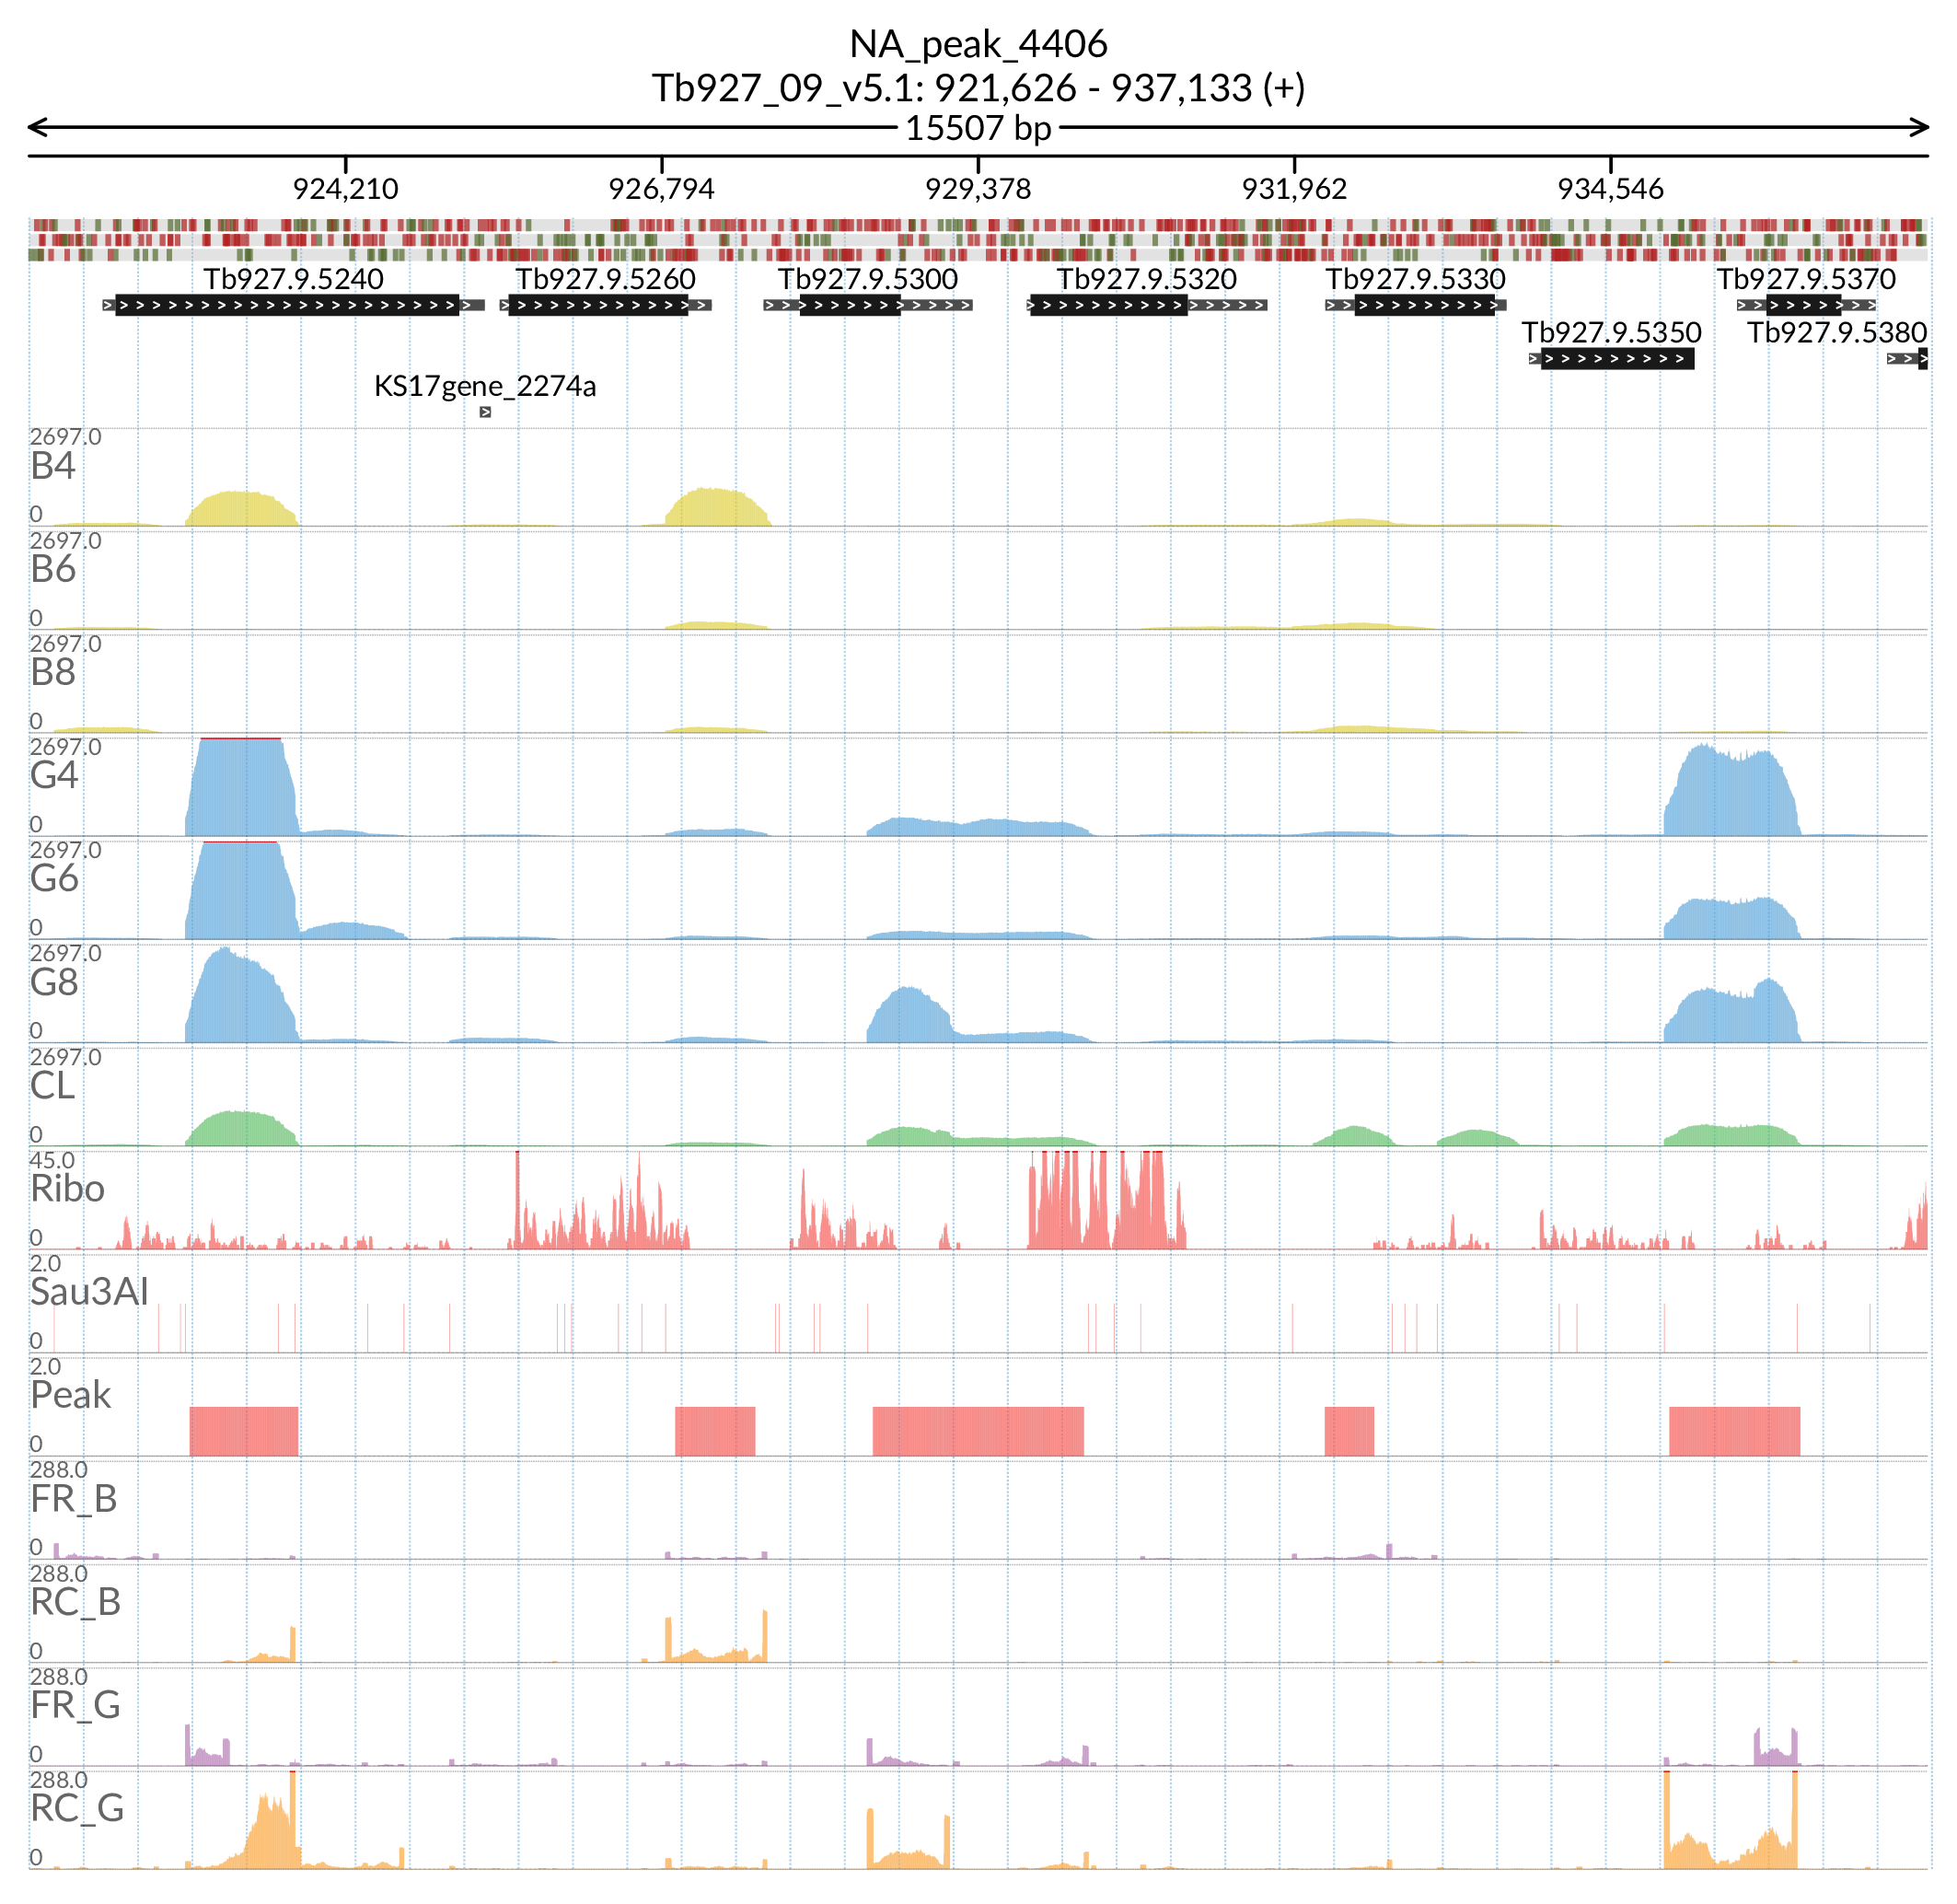 NA_peak_4406
Tb927_09_v5.1: 921,626 - 937,133 (+)
15507 bp
924,210 926,794 929,378 931,962 934,546
Tb927.9.5240 Tb927.9.5260 Tb927.9.5300 Tb927.9.5320 Tb927.9.5330 Tb927.9.5370
Tb927.9.5350 Tb927.9.5380
KS17gene_2274a
2697.0
B4
0
2697.0
B6
0
2697.0
B8
0
2697.0
G4
0
2697.0
G6
0
2697.0
G8
0
2697.0
CL
0
45.0
Ribo
0
2.0
Sau3AI
0
2.0
Peak
0
288.0
FR_B
0
288.0
RC_B
0
288.0
FR_G
0
288.0
RC_G
0